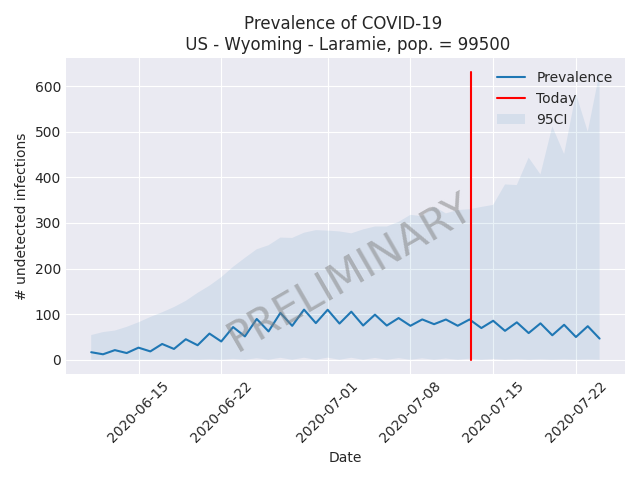 Prevalence of COVID-19
US - Wyoming - Laramie, pop. = 99500
600
500
400
300
200
100
0
# undetected infections
Prevalence
Today
95CI
PRELIMINARY
2020-06-15
2020-06-22
2020-07-01
2020-07-08
2020-07-15
2020-07-22
Date